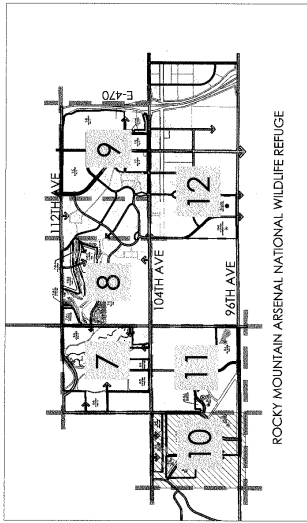 112TH AVE
E-470
9
8
7
104TH AVE
12
11
10
96TH AVE
ROCKY MOUNTAIN ARSENAL NATIONAL WILDLIFE REFUGE